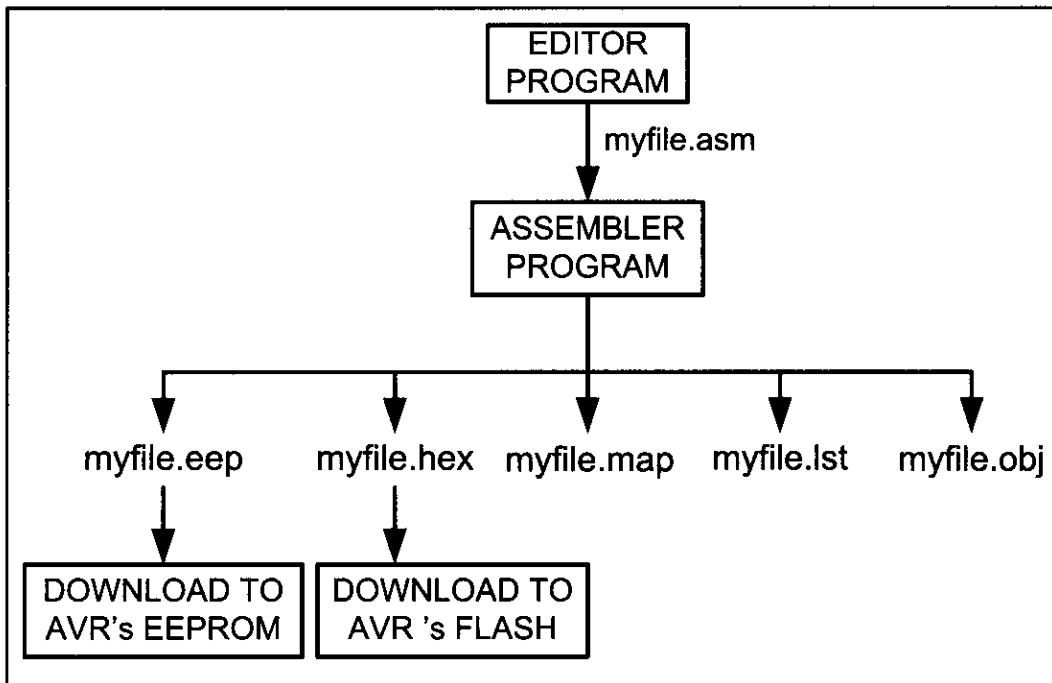 EDITOR
PROGRAM
myfile.asm
ASSEMBLER
PROGRAM
myfile.eep
myfile.hex
myfile.map
myfile.lst
myfile.obj
DOWNLOAD TO
AVR's EEPROM
DOWNLOAD TO
AVR 's FLASH